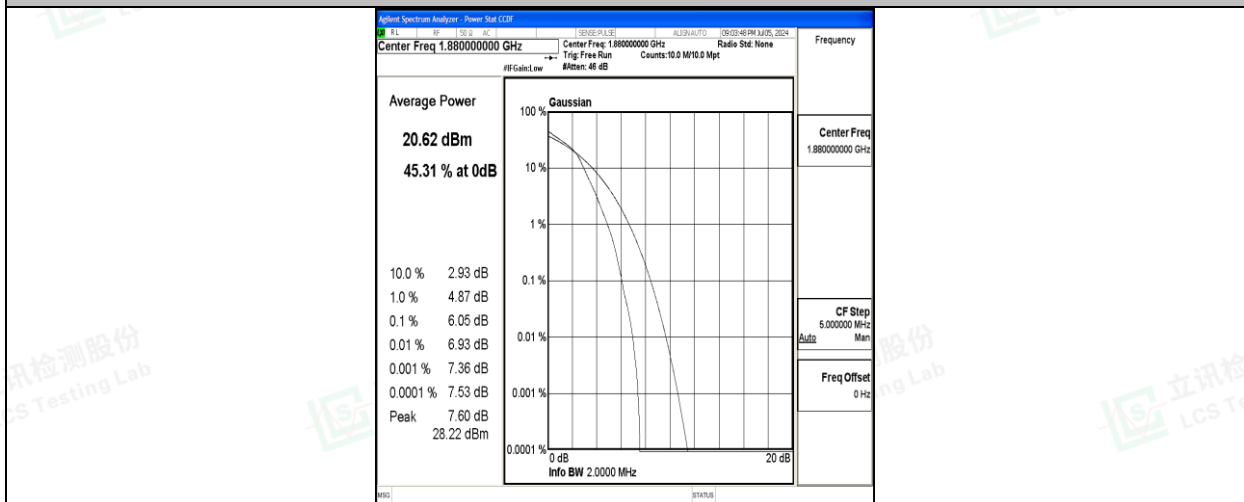 Agilent Spectrum Analyzer - Power Stat CCDF
RL RF 50 Ω AC SENSE:PULSE ALIGNAUTO 09:03:48 PM Jul 05, 2024
Center Freq 1.880000000 GHz
Center Freq: 1.880000000 GHz Radio Std: None
Trig: Free Run Counts:10.0 M/10.0 Mpt
#IFGain:Low #Atten: 46 dB
Frequency
Average Power
20.62 dBm
45.31 % at 0dB
10.0 % 2.93 dB
1.0 % 4.87 dB
0.1 % 6.05 dB
0.01 % 6.93 dB
0.001 % 7.36 dB
0.0001 % 7.53 dB
Peak 7.60 dB
28.22 dBm
Gaussian
100 %
10 %
1 %
0.1 %
0.01 %
0.001 %
0.0001 %
0 dB 20 dB
Info BW 2.0000 MHz
Center Freq
1.880000000 GHz
CF Step
5.000000 MHz
Auto Man
Freq Offset
0 Hz
MSG STATUS
讯检测股份
LCS Testing Lab
立讯检
LCS Te